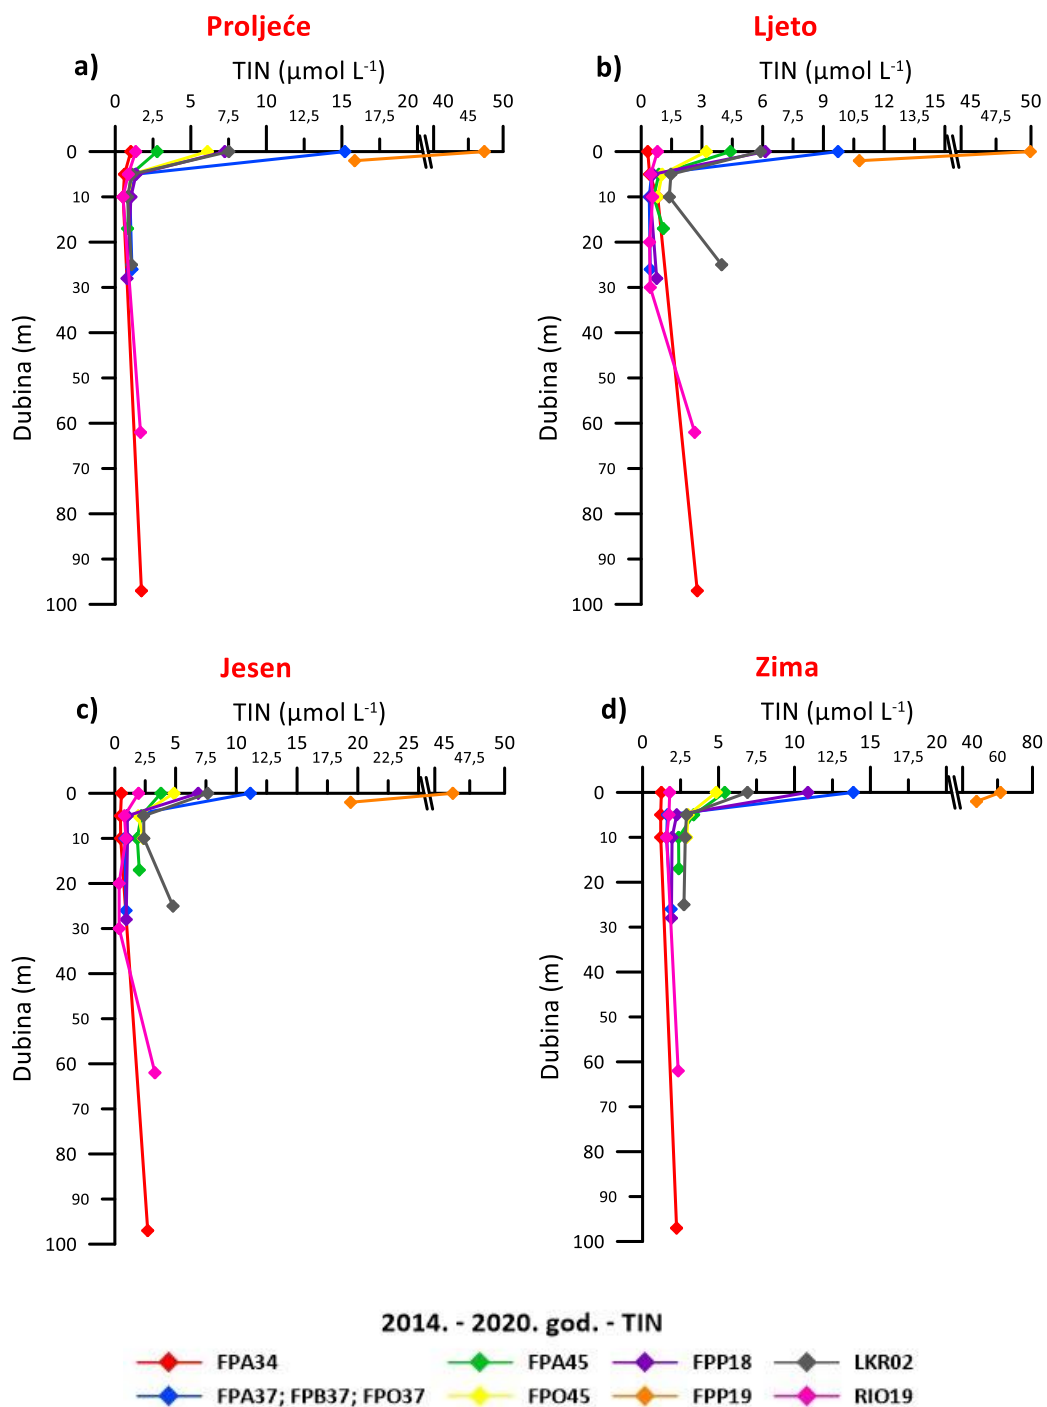 Proljeće
a)
TIN (µmol L-1)
0 5 10 15 20 40 50
2,5 7,5 12,5 17,5 45
Dubina (m)
0
10
20
30
40
50
60
70
80
90
100
Ljeto
b)
TIN (µmol L-1)
0 3 6 9 12 15 45 50
1,5 4,5 7,5 10,5 13,5 47,5
Dubina (m)
0
10
20
30
40
50
60
70
80
90
100
Jesen
c)
TIN (µmol L-1)
0 5 10 15 20 25 45 50
2,5 7,5 12,5 17,5 22,5 47,5
Dubina (m)
0
10
20
30
40
50
60
70
80
90
100
Zima
d)
TIN (µmol L-1)
0 5 10 15 20 40 80
2,5 7,5 12,5 17,5 60
Dubina (m)
0
10
20
30
40
50
60
70
80
90
100
2014. - 2020. god. - TIN
FPA34 FPA45 FPP18 LKR02
FPA37; FPB37; FPO37 FPO45 FPP19 RIO19